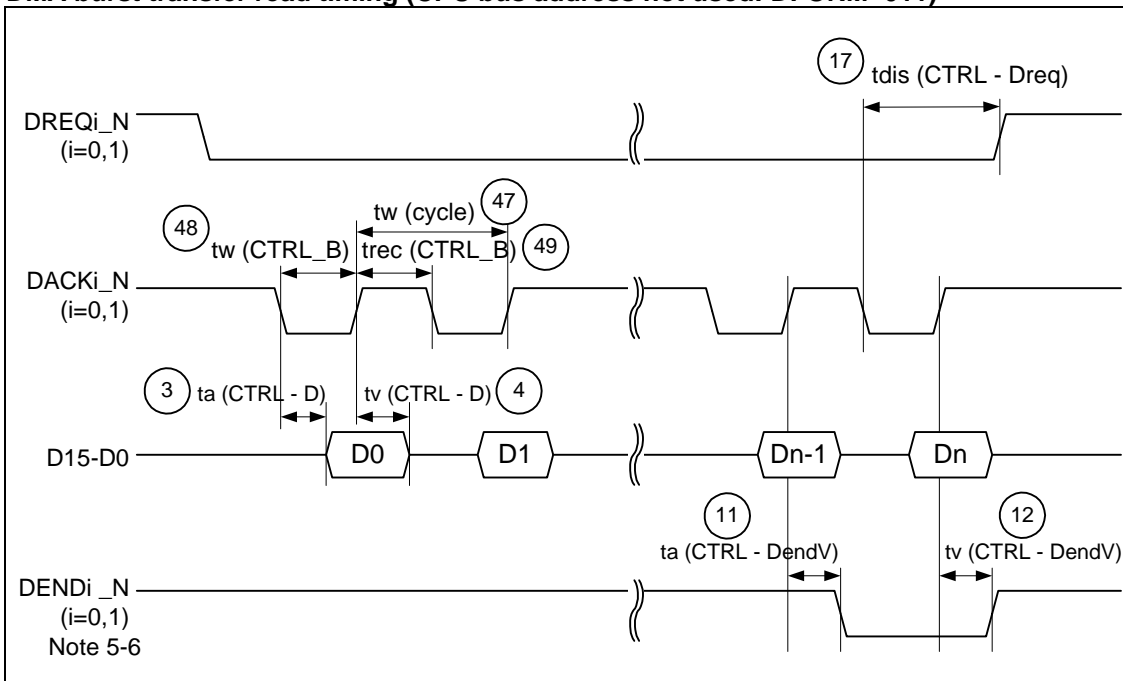 DMA burst transfer read timing (CPU bus address not used: DFORM=011)
17
tdis (CTRL - Dreq)
DREQi_N
(i=0,1)
48
tw (cycle)
47
tw (CTRL_B)
trec (CTRL_B)
49
DACKi_N
(i=0,1)
3
ta (CTRL - D)
tv (CTRL - D)
4
D15-D0
D0
D1
Dn-1
Dn
11
12
ta (CTRL - DendV)
tv (CTRL - DendV)
DENDi _N
(i=0,1)
Note 5-6